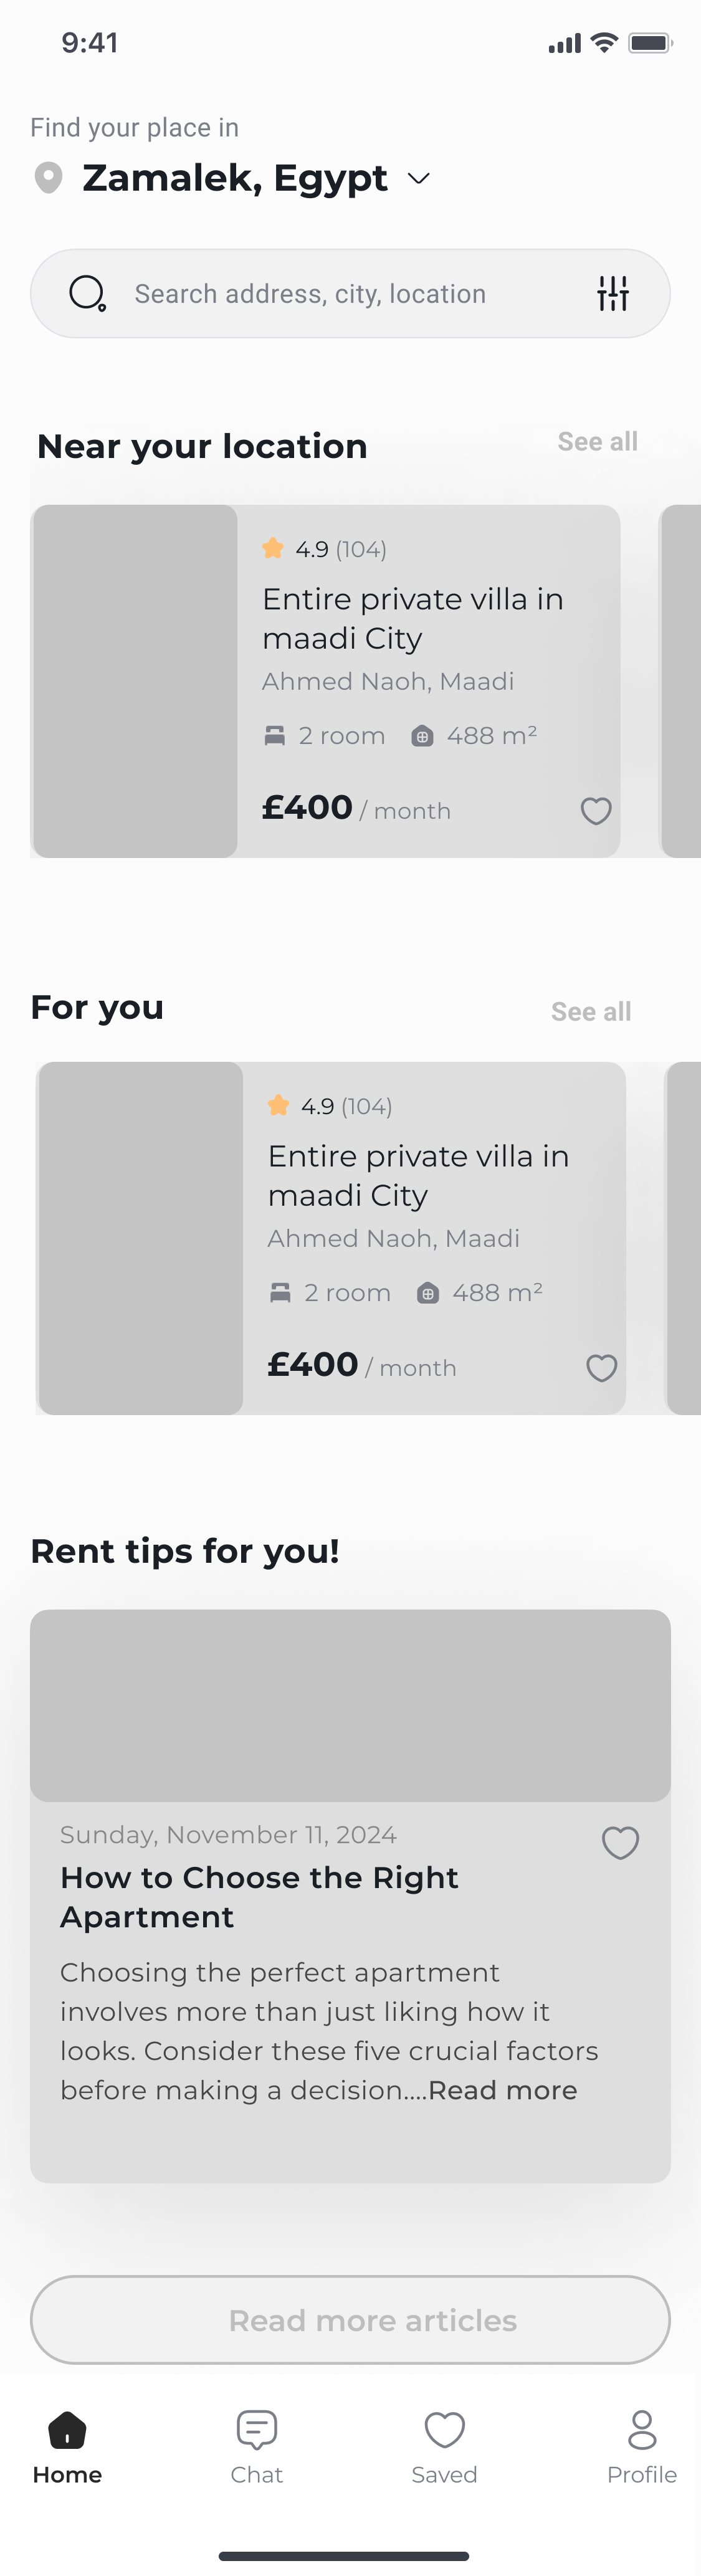 9:41
Find your place in
Zamalek, Egypt
Search address, city, location
Near your location
See all
4.9 (104)
Entire private villa in
maadi City
Ahmed Naoh, Maadi
2 room 488 m²
£400 / month
For you
See all
4.9 (104)
Entire private villa in
maadi City
Ahmed Naoh, Maadi
2 room 488 m²
£400 / month
Rent tips for you!
Sunday, November 11, 2024
How to Choose the Right
Apartment
Choosing the perfect apartment
involves more than just liking how it
looks. Consider these five crucial factors
before making a decision....Read more
Read more articles
Home Chat Saved Profile